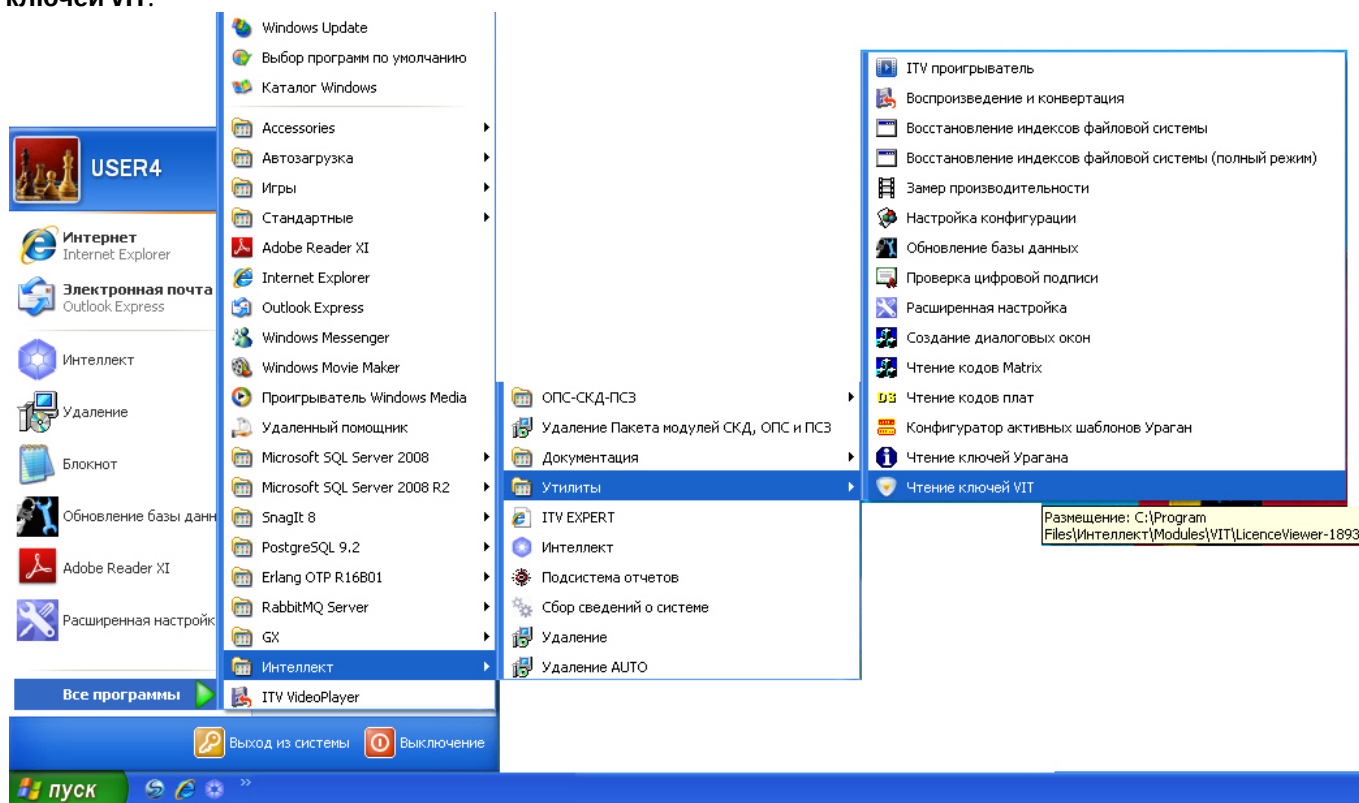 ключей VIT.
Windows Update
Выбор программ по умолчанию
Каталог Windows
Accessories
Автозагрузка
Игры
Стандартные
Adobe Reader XI
Internet Explorer
Outlook Express
Windows Messenger
Windows Movie Maker
Проигрыватель Windows Media
Удаленный помощник
Microsoft SQL Server 2008
Microsoft SQL Server 2008 R2
SnagIt 8
PostgreSQL 9.2
Erlang OTP R16B01
RabbitMQ Server
GX
Интеллект
ITV VideoPlayer
USER4
Интернет
Internet Explorer
Электронная почта
Outlook Express
Интеллект
Удаление
Блокнот
Обновление базы данн
Adobe Reader XI
Расширенная настройк
Все программы
Выход из системы
Выключение
пуск
ОПС-СКД-ПСЗ
Удаление Пакета модулей СКД, ОПС и ПСЗ
Документация
Утилиты
ITV EXPERT
Интеллект
Подсистема отчетов
Сбор сведений о системе
Удаление
Удаление AUTO
ITV проигрыватель
Воспроизведение и конвертация
Восстановление индексов файловой системы
Восстановление индексов файловой системы (полный режим)
Замер производительности
Настройка конфигурации
Обновление базы данных
Проверка цифровой подписи
Расширенная настройка
Создание диалоговых окон
Чтение кодов Matrix
Чтение кодов плат
Конфигуратор активных шаблонов Ураган
Чтение ключей Урагана
Чтение ключей VIT
Размещение: C:\Program
Files\Интеллект\Modules\VIT\LicenceViewer-1893